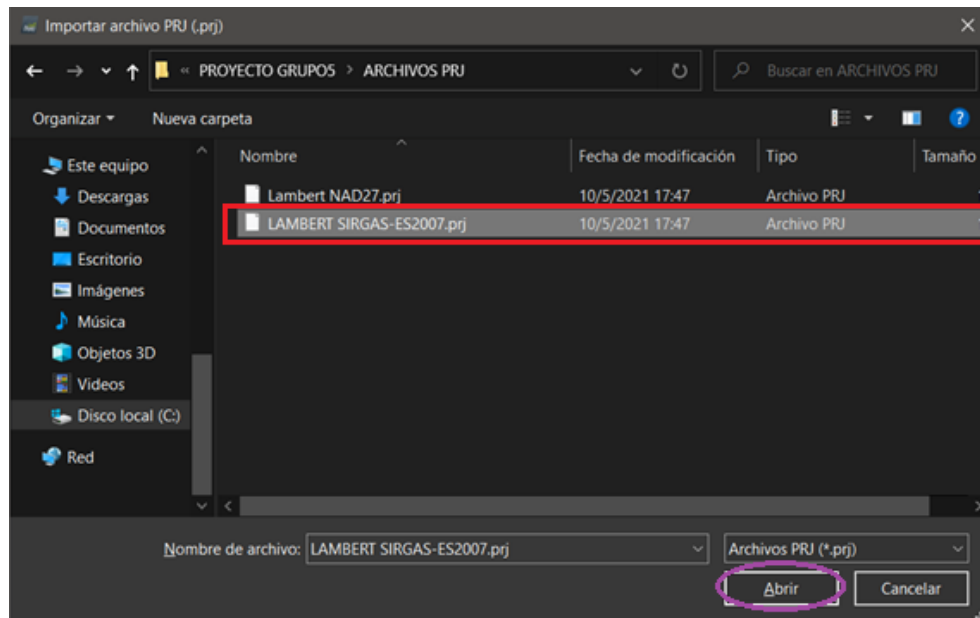 Importar archivo PRJ (.prj)
« PROYECTO GRUPO5 > ARCHIVOS PRJ
Buscar en ARCHIVOS PRJ
Organizar
Nueva carpeta
Este equipo
Descargas
Documentos
Escritorio
Imágenes
Música
Objetos 3D
Videos
Disco local (C:)
Red
Nombre Fecha de modificación Tipo Tamaño
Lambert NAD27.prj 10/5/2021 17:47 Archivo PRJ
LAMBERT SIRGAS-ES2007.prj 10/5/2021 17:47 Archivo PRJ
Nombre de archivo: LAMBERT SIRGAS-ES2007.prj Archivos PRJ (*.prj)
Abrir Cancelar